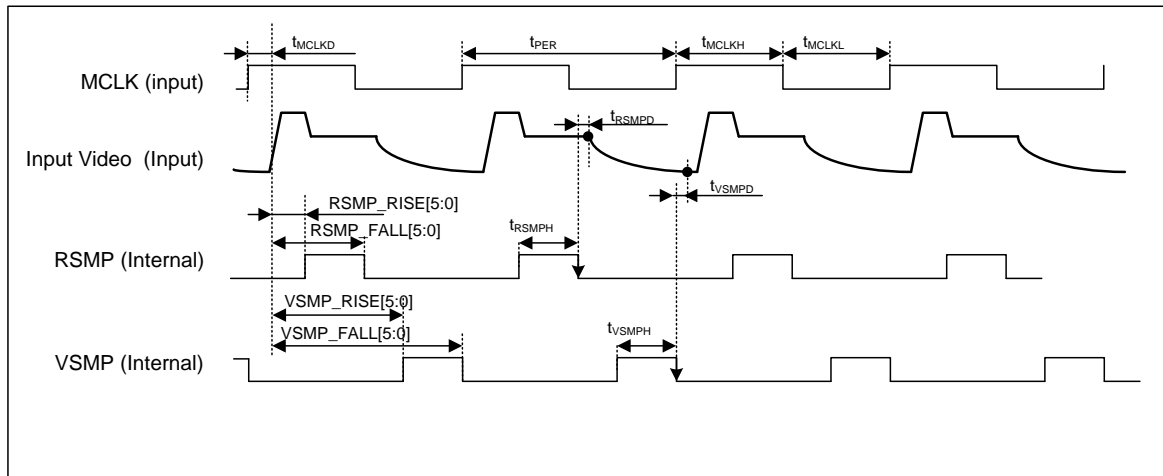 tMCLKD
tPER
tMCLKH
tMCLKL
MCLK (input)
tRSMPD
Input Video (Input)
tVSMPD
RSMP_RISE[5:0]
RSMP_FALL[5:0]
tRSMPH
RSMP (Internal)
VSMP_RISE[5:0]
VSMP_FALL[5:0]
tVSMPH
VSMP (Internal)